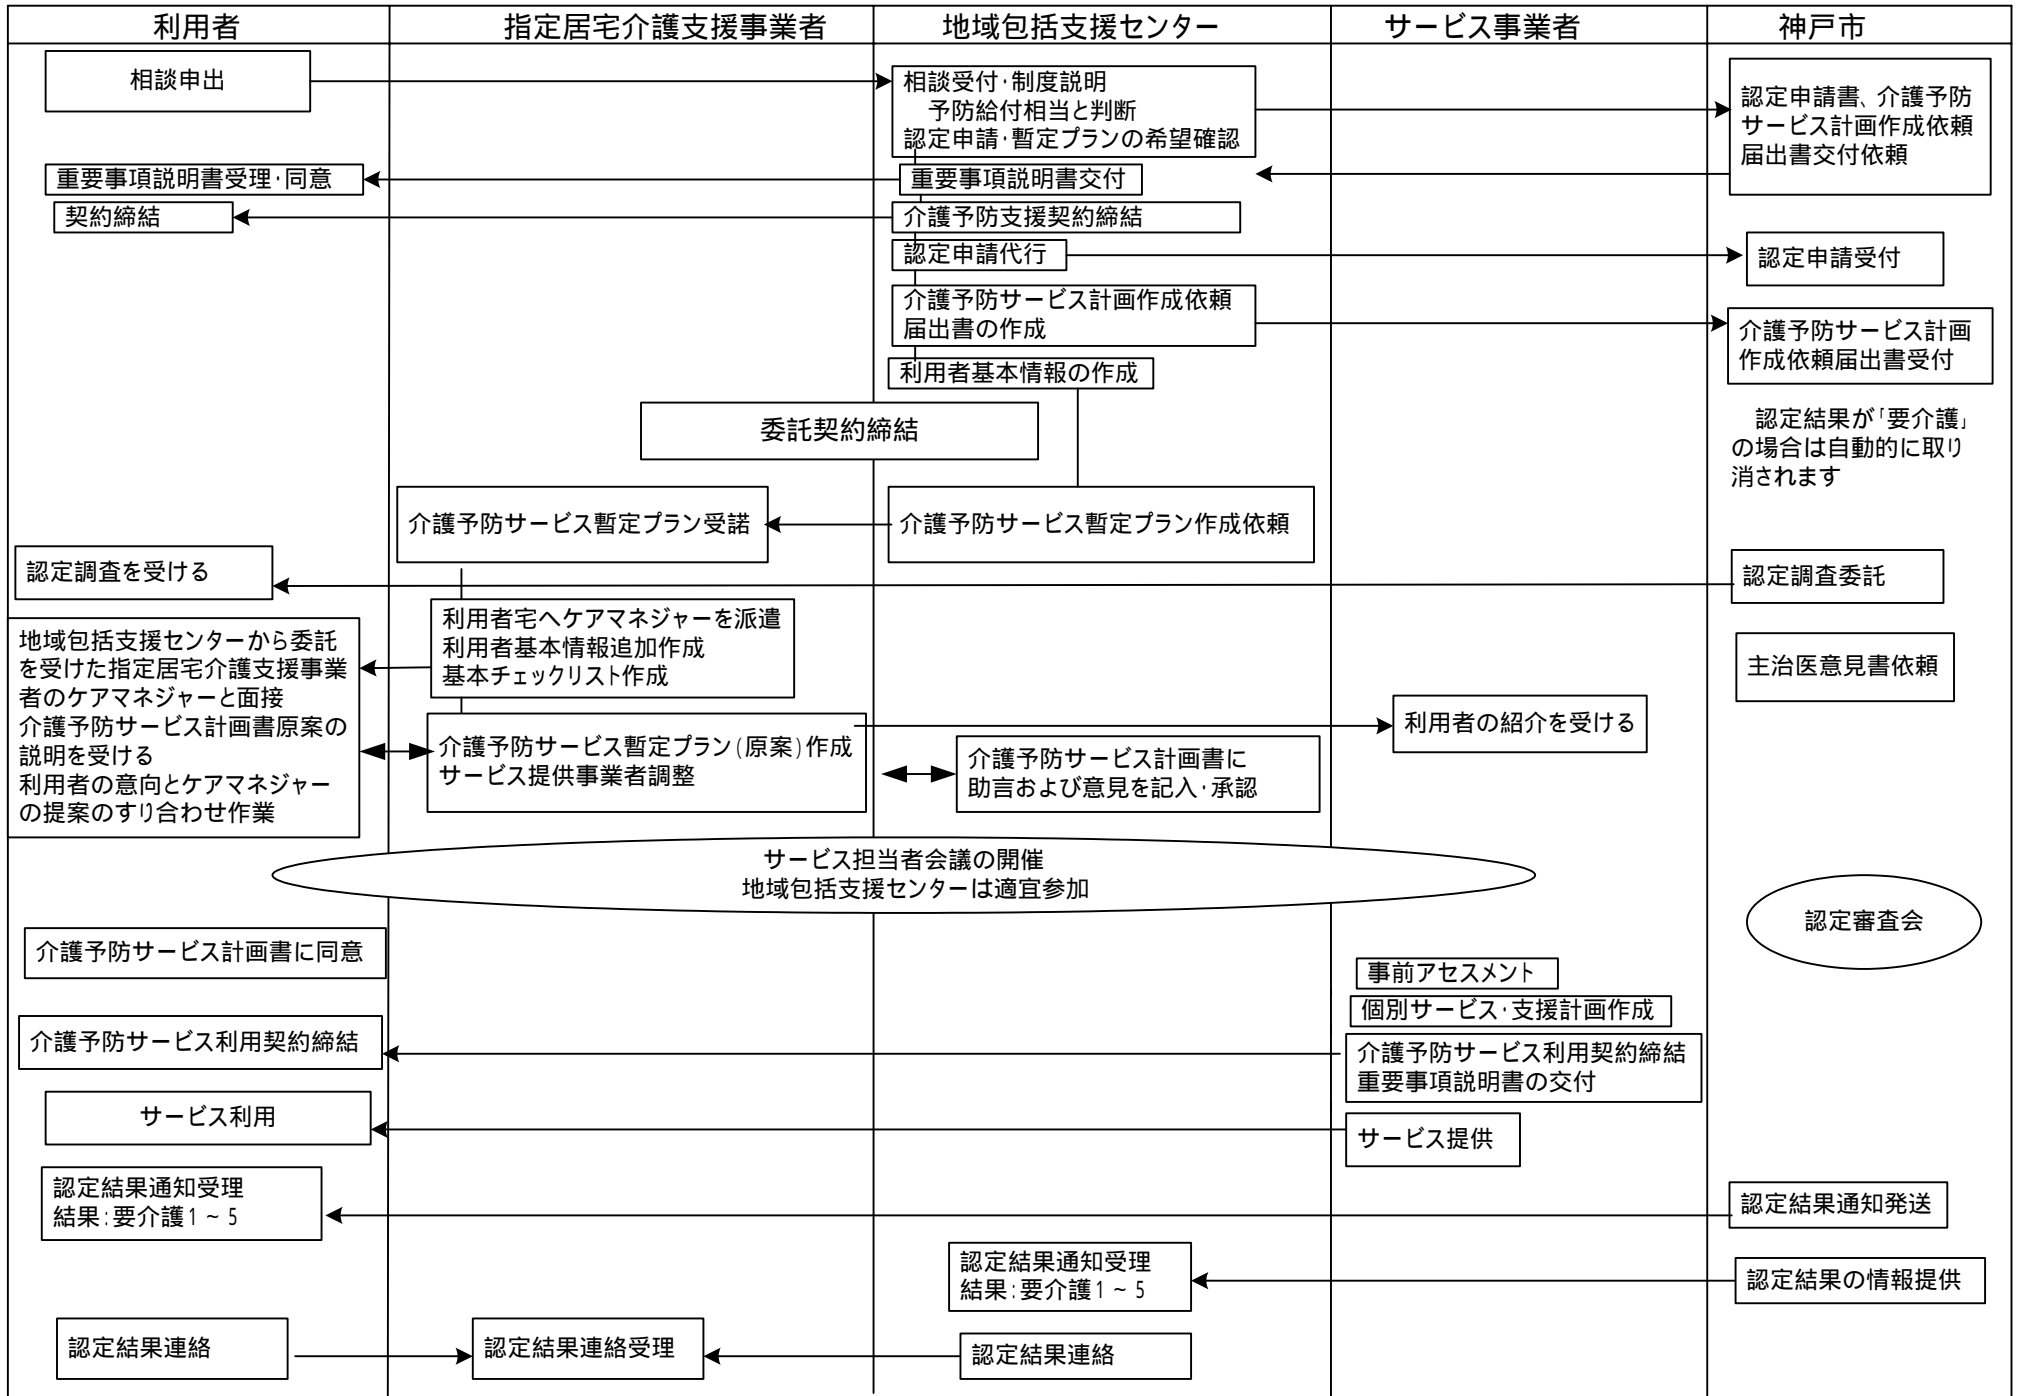 利用者
指定居宅介護支援事業者
地域包括支援センター
サービス事業者
神戸市
相談申出
相談受付・制度説明
予防給付相当と判断
認定申請・暫定プランの希望確認
認定申請書、介護予防
サービス計画作成依頼
届出書交付依頼
重要事項説明書受理・同意
重要事項説明書交付
契約締結
介護予防支援契約締結
認定申請代行
認定申請受付
介護予防サービス計画作成依頼
届出書の作成
介護予防サービス計画
作成依頼届出書受付
利用者基本情報の作成
委託契約締結
認定結果が「要介護」
の場合は自動的に取り
消されます
介護予防サービス暫定プラン受諾
介護予防サービス暫定プラン作成依頼
認定調査を受ける
認定調査委託
利用者宅へケアマネジャーを派遣
利用者基本情報追加作成
基本チェックリスト作成
地域包括支援センターから委託
を受けた指定居宅介護支援事業
者のケアマネジャーと面接
介護予防サービス計画書原案の
説明を受ける
利用者の意向とケアマネジャー
の提案のすり合わせ作業
主治医意見書依頼
利用者の紹介を受ける
介護予防サービス暫定プラン(原案)作成
サービス提供事業者調整
介護予防サービス計画書に
助言および意見を記入・承認
サービス担当者会議の開催
地域包括支援センターは適宜参加
認定審査会
介護予防サービス計画書に同意
事前アセスメント
個別サービス・支援計画作成
介護予防サービス利用契約締結
介護予防サービス利用契約締結
重要事項説明書の交付
サービス利用
サービス提供
認定結果通知受理
結果:要介護1~5
認定結果通知発送
認定結果通知受理
結果:要介護1~5
認定結果の情報提供
認定結果連絡
認定結果連絡受理
認定結果連絡